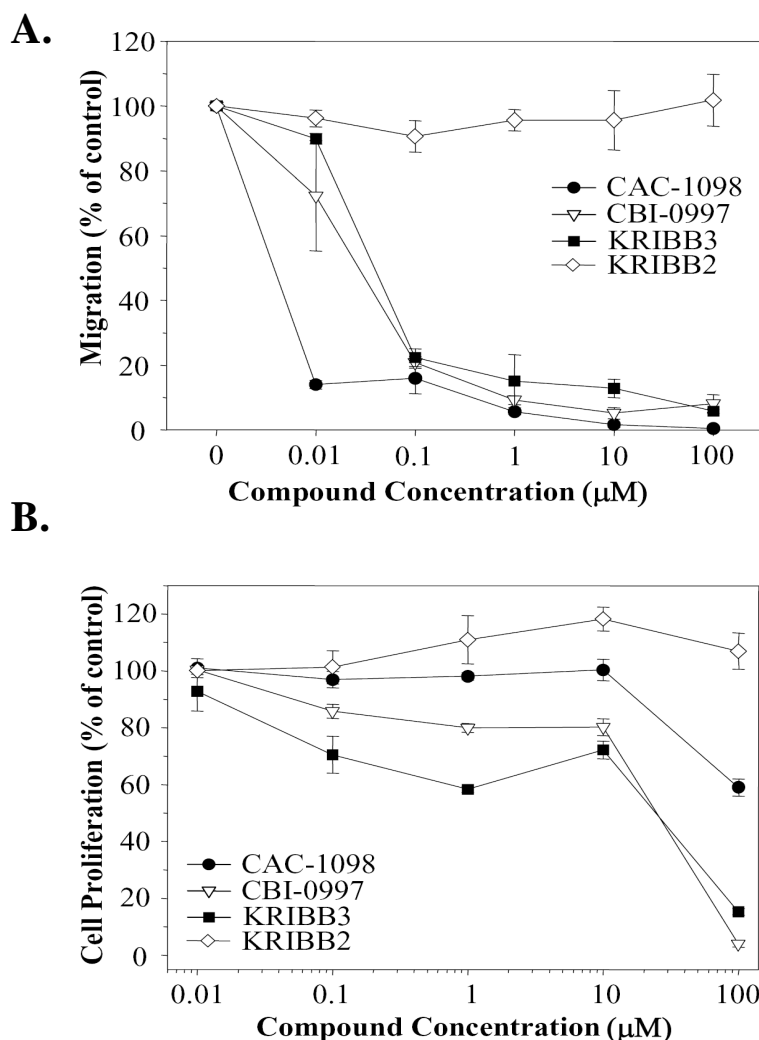 A.
120
100
80
60
40
20
0
Migration (% of control)
CAC-1098
CBI-0997
KRIBB3
KRIBB2
0 0.01 0.1 1 10 100
Compound Concentration (μM)
B.
120
100
80
60
40
20
0
Cell Proliferation (% of control)
CAC-1098
CBI-0997
KRIBB3
KRIBB2
0.01 0.1 1 10 100
Compound Concentration (μM)